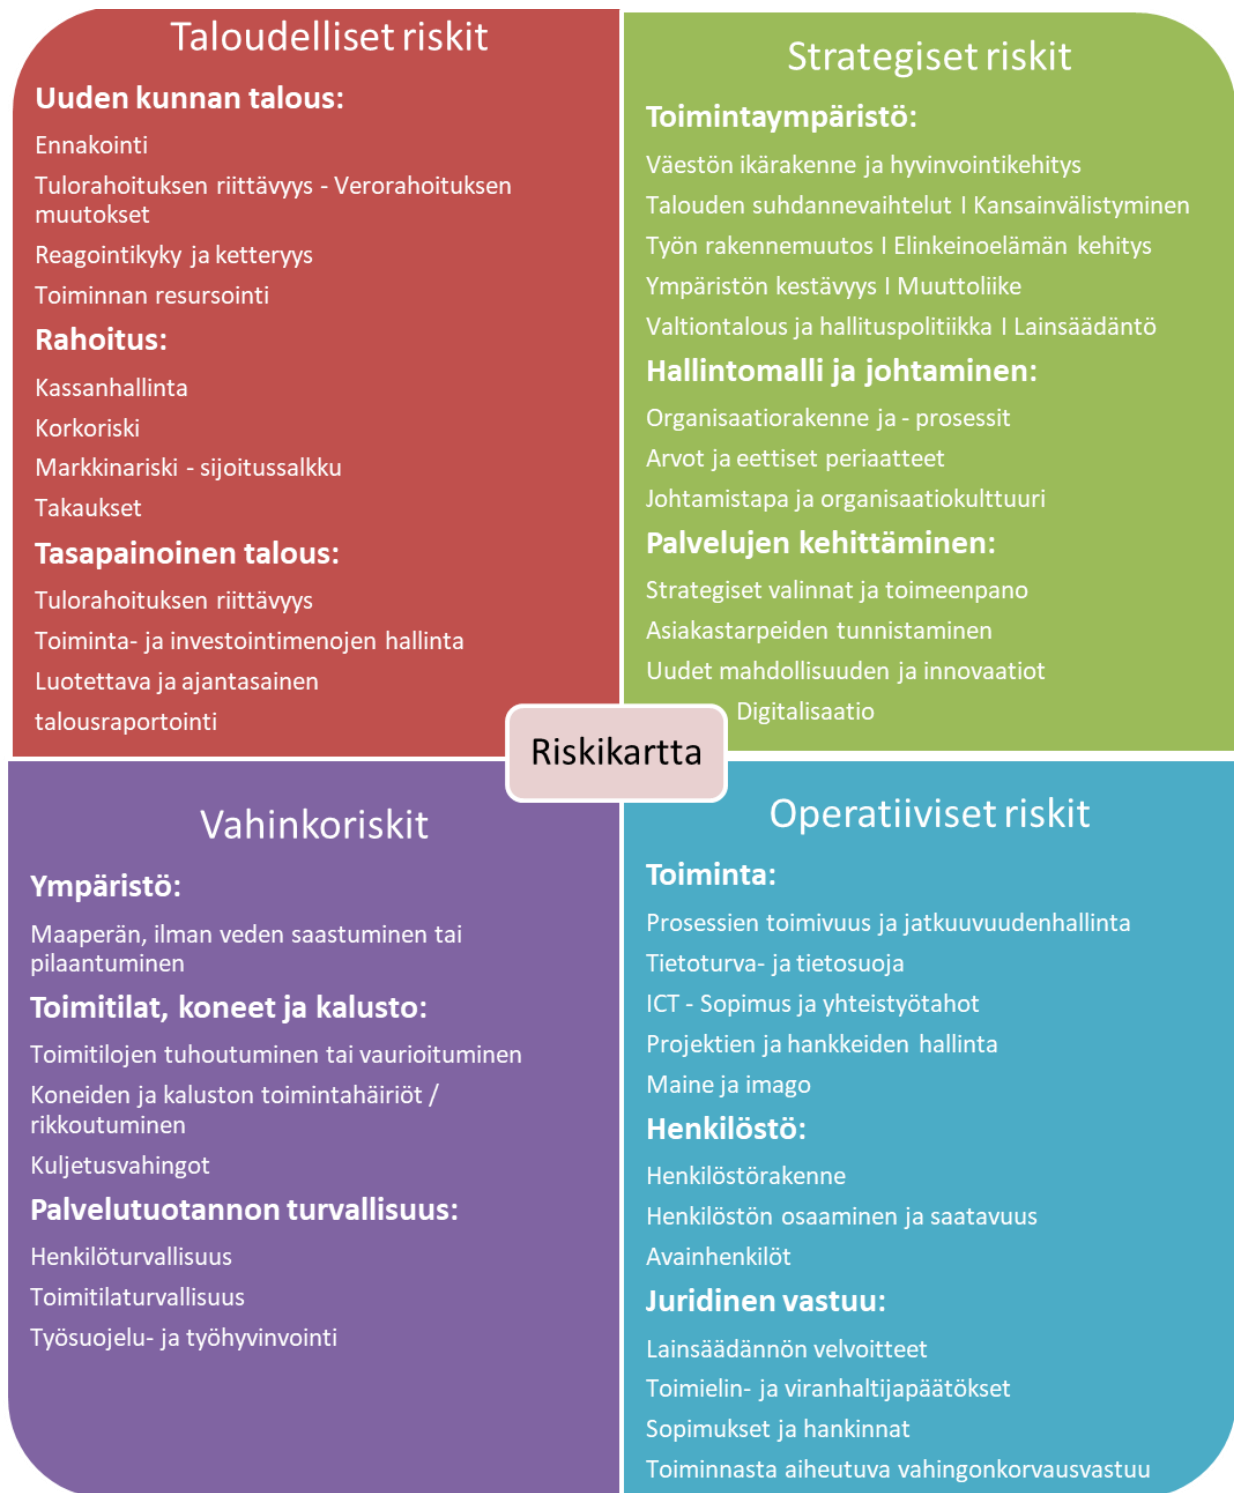 Taloudelliset riskit
Uuden kunnan talous:
Ennakointi
Tulorahoituksen riittävyys - Verorahoituksen
muutokset
Reagointikyky ja ketteryys
Toiminnan resursointi
Rahoitus:
Kassanhallinta
Korkoriski
Markkinariski - sijoitussalkku
Takaukset
Tasapainoinen talous:
Tulorahoituksen riittävyys
Toiminta- ja investointimenojen hallinta
Luotettava ja ajantasainen
talousraportointi
Strategiset riskit
Toimintaympäristö:
Väestön ikärakenne ja hyvinvointikehitys
Talouden suhdannevaihtelut I Kansainvälistyminen
Työn rakennemuutos I Elinkeinoelämän kehitys
Ympäristön kestävyys I Muuttoliike
Valtiontalous ja hallituspolitiikka I Lainsäädäntö
Hallintomalli ja johtaminen:
Organisaatiorakenne ja - prosessit
Arvot ja eettiset periaatteet
Johtamistapa ja organisaatiokulttuuri
Palvelujen kehittäminen:
Strategiset valinnat ja toimeenpano
Asiakastarpeiden tunnistaminen
Uudet mahdollisuuden ja innovaatiot
Digitalisaatio
Riskikartta
Vahinkoriskit
Ympäristö:
Maaperän, ilman veden saastuminen tai
pilaantuminen
Toimitilat, koneet ja kalusto:
Toimitilojen tuhoutuminen tai vaurioituminen
Koneiden ja kaluston toimintahäiriöt /
rikkoutuminen
Kuljetusvahingot
Palvelutuotannon turvallisuus:
Henkilöturvallisuus
Toimitilaturvallisuus
Työsuojelu- ja työhyvinvointi
Operatiiviset riskit
Toiminta:
Prosessien toimivuus ja jatkuvuudenhallinta
Tietoturva- ja tietosuoja
ICT - Sopimus ja yhteistyötahot
Projektien ja hankkeiden hallinta
Maine ja imago
Henkilöstö:
Henkilöstörakenne
Henkilöstön osaaminen ja saatavuus
Avainhenkilöt
Juridinen vastuu:
Lainsäädännön velvoitteet
Toimielin- ja viranhaltijapäätökset
Sopimukset ja hankinnat
Toiminnasta aiheutuva vahingonkorvausvastuu